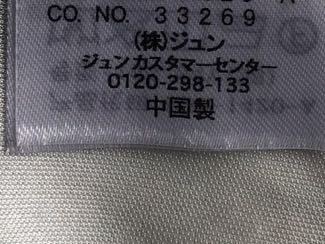 CO. NO. 33269
(株)ジュン
ジュンカスタマーセンター
0120-298-133
中国製